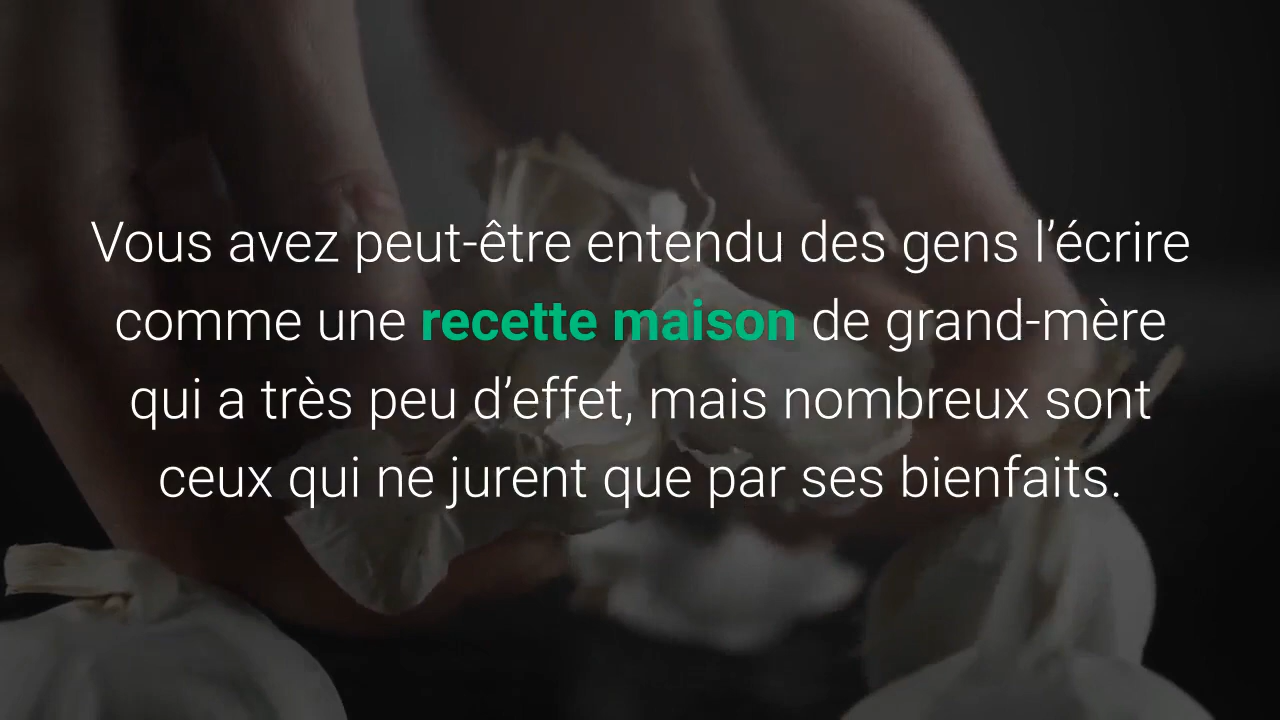 Vous avez peut-être entendu des gens l’écrire
comme une recette maison de grand-mère
qui a très peu d’effet, mais nombreux sont
ceux qui ne jurent que par ses bienfaits.